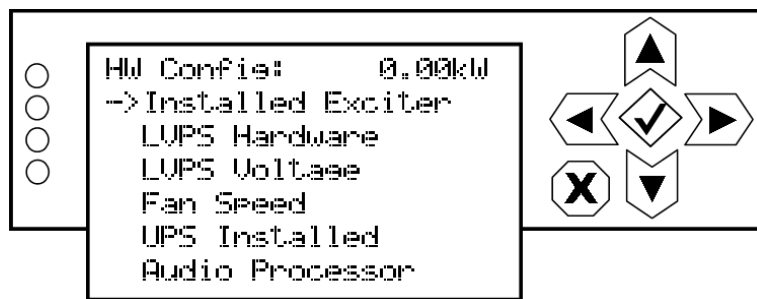 HW Config: 0.00kW
->Installed Exciter
LVPS Hardware
LVPS Voltage
Fan Speed
UPS Installed
Audio Processor
X